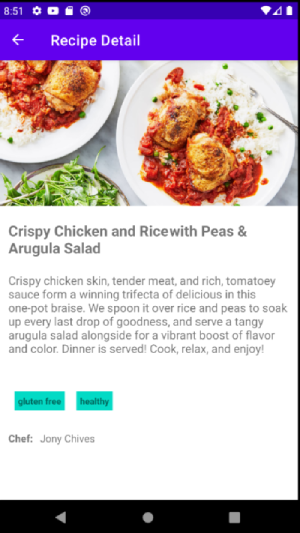 8:51
Recipe Detail
Crispy Chicken and Ricewith Peas &
Arugula Salad
Crispy chicken skin, tender meat, and rich, tomatoey
sauce form a winning trifecta of delicious in this
one-pot braise. We spoon it over rice and peas to soak
up every last drop of goodness, and serve a tangy
arugula salad alongside for a vibrant boost of flavor
and color. Dinner is served! Cook, relax, and enjoy!
gluten free healthy
Chef: Jony Chives